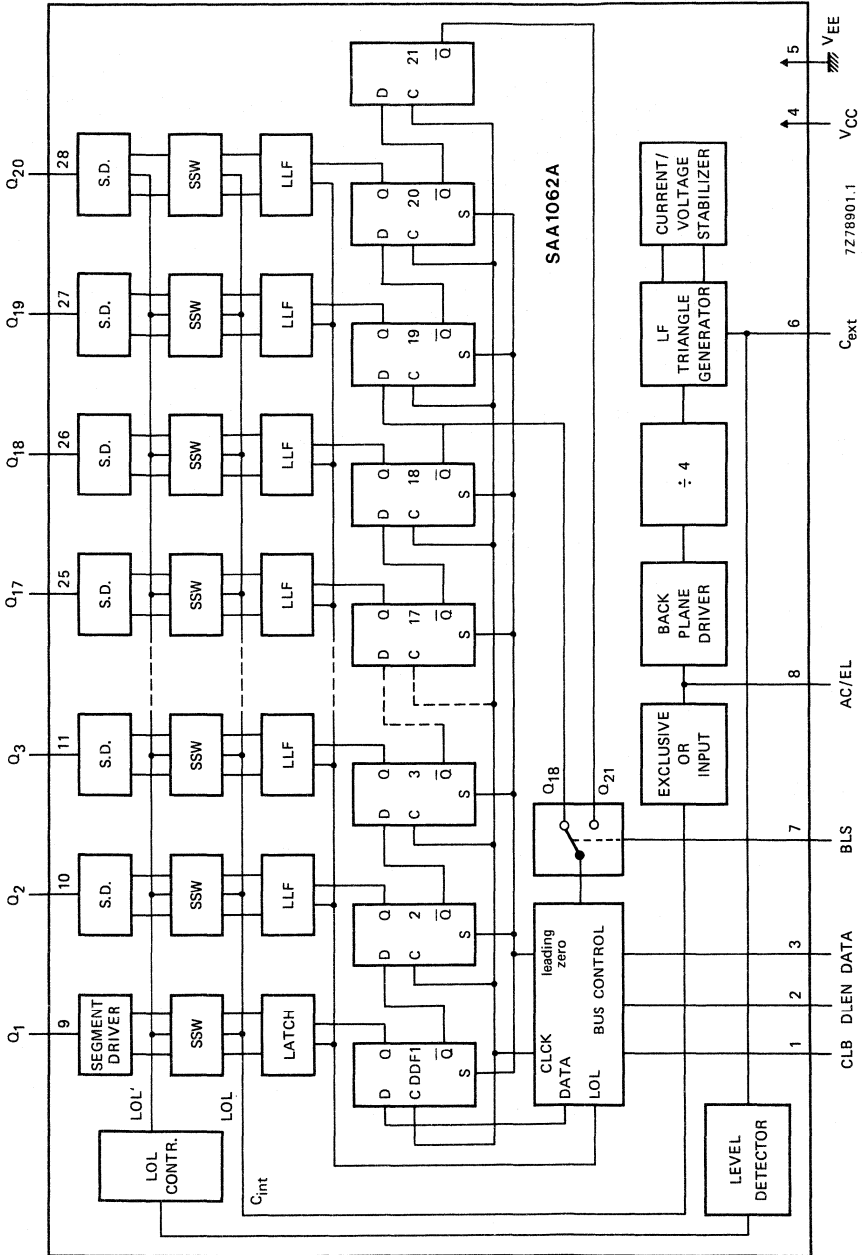 Q1 Q2 Q3 Q17 Q18 Q19 Q20
9 10 11 25 26 27 28
SEGMENT DRIVER S.D. S.D. S.D. S.D. S.D. S.D.
LOL'
LOL CONTR.
SSW SSW SSW SSW SSW SSW SSW
LOL
Cint
LATCH LLF LLF LLF LLF LLF LLF
D Q C DDF1 Q S
D Q C 2 Q S
D Q C 3 Q S
D Q C 17 Q S
D Q C 18 Q S
D Q C 19 Q S
D Q C 20 Q S
D C 21 Q
SAA1062A
CLCK
DATA
LOL
leading zero
BUS CONTROL
Q18
Q21
LEVEL DETECTOR
EXCLUSIVE OR INPUT
BACK PLANE DRIVER
÷ 4
LF TRIANGLE GENERATOR
CURRENT/ VOLTAGE STABILIZER
1 2 3 7 8 6 4 5
CLB DLEN DATA BLS AC/EL Cext VCC VEE
7Z78901.1